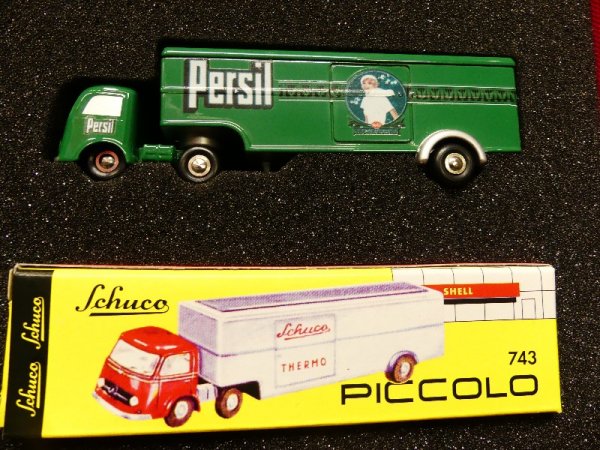 Persil
Persil
Schuco
Schuco
Schuco
SHELL
Schuco
THERMO
743
PICCOLO